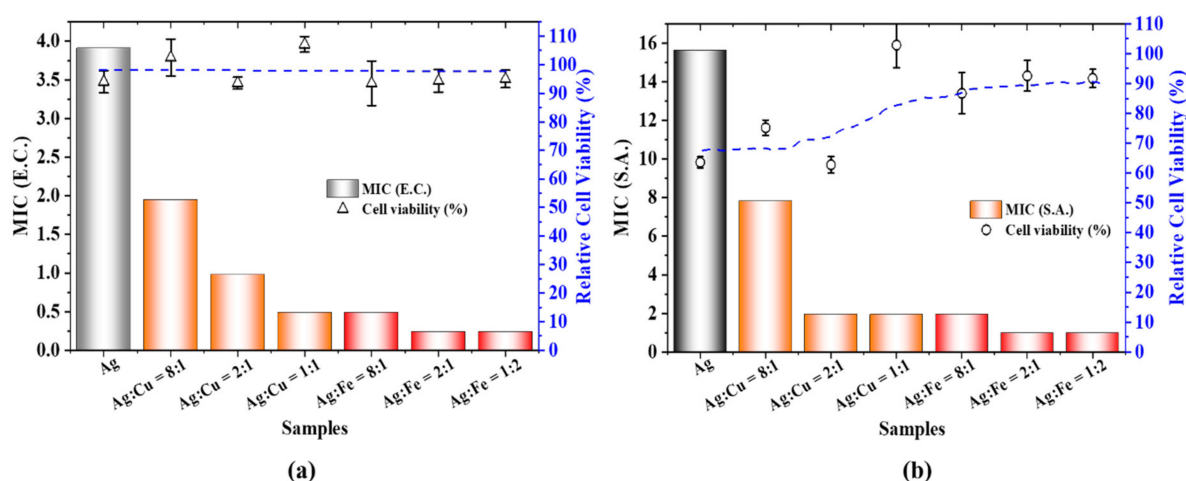 4.0
3.5
3.0
2.5
2.0
1.5
1.0
0.5
0.0
MIC (E.C.)
MIC (E.C.)
Cell viability (%)
110
100
90
80
70
60
50
40
30
20
10
0
Relative Cell Viability (%)
Ag
Ag:Cu = 8:1
Ag:Cu = 2:1
Ag:Cu = 1:1
Ag:Fe = 8:1
Ag:Fe = 2:1
Ag:Fe = 1:2
Samples
(a)
16
14
12
10
8
6
4
2
0
MIC (S.A.)
MIC (S.A.)
Cell viability (%)
110
100
90
80
70
60
50
40
30
20
10
0
Relative Cell Viability (%)
Ag
Ag:Cu = 8:1
Ag:Cu = 2:1
Ag:Cu = 1:1
Ag:Fe = 8:1
Ag:Fe = 2:1
Ag:Fe = 1:2
Samples
(b)